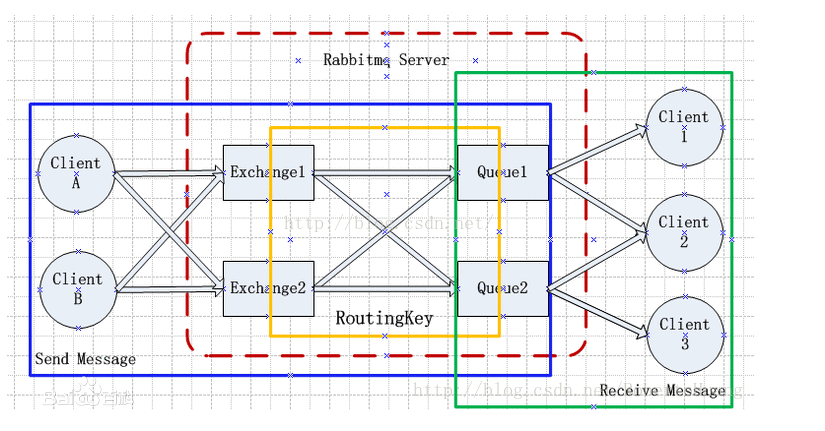 Rabbitmq Server
Client
A
Exchange1
Queue1
Client
1
http://blog.csdn.net/
Client
2
Client
B
Exchange2
Queue2
RoutingKey
Client
3
Send Message
Receive Message
http://blog.csdn.net/
Baidu百科